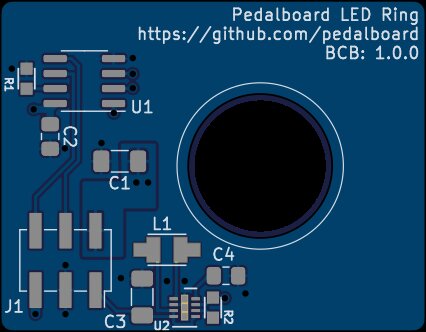 Pedalboard LED Ring
https://github.com/pedalboard
BCB: 1.0.0
R1
U1
C2
C1
L1
C4
J1
C3
U2
R2